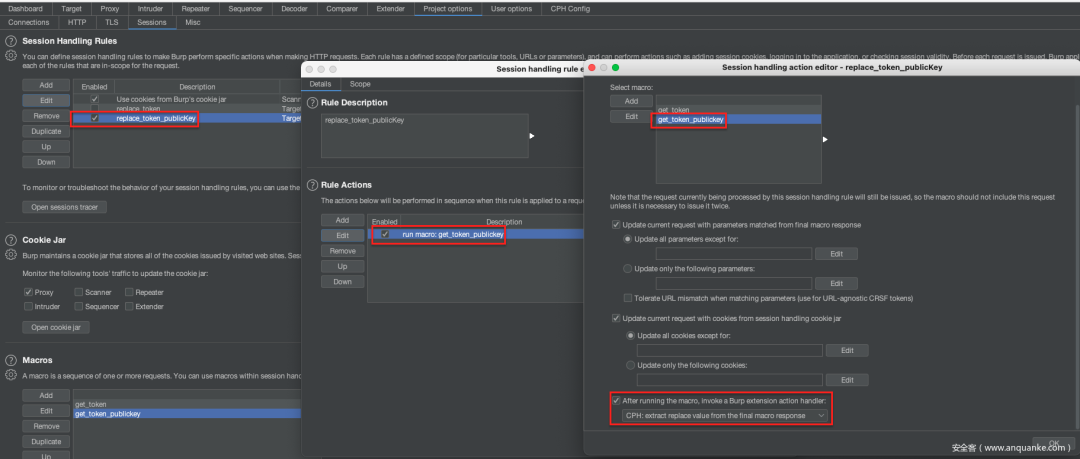 Dashboard Target Proxy Intruder Repeater Sequencer Decoder Comparer Extender Project options User options CPH Config
Connections HTTP TLS Sessions Misc
Session Handling Rules
You can define session handling rules to make Burp perform specific actions when making HTTP requests. Each rule has a defined scope (for particular tools, URLs or parameters), and can perform actions such as adding session cookies, logging in to the application, or checking session validity. Before each request is issued, Burp
each of the rules that are in-scope for the request.
Add
Edit
Remove
Duplicate
Up
Down
Enabled Description
Use cookies from Burp's cookie jar Scann
replace_token Targe
replace_token_publicKey Targe
To monitor or troubleshoot the behavior of your session handling rules, you can use the
Open sessions tracer
Cookie Jar
Burp maintains a cookie jar that stores all of the cookies issued by visited web sites. Sess
Monitor the following tools' traffic to update the cookie jar:
Proxy Scanner Repeater
Intruder Sequencer Extender
Open cookie jar
Macros
A macro is a sequence of one or more requests. You can use macros within session hand
Add
Edit
Remove
Duplicate
Up
get_token
get_token_publickey
Session handling rule e
Details Scope
Rule Description
replace_token_publicKey
Rule Actions
The actions below will be performed in sequence when this rule is applied to a reque
Add
Edit
Remove
Up
Down
Enabled Description
run macro: get_token_publickey
Session handling action editor - replace_token_publicKey
Select macro:
Add
Edit
get_token
get_token_publickey
Note that the request currently being processed by this session handling rule will still be issued, so the macro should not include this request
unless it is necessary to issue it twice.
Update current request with parameters matched from final macro response
Update all parameters except for:
Edit
Update only the following parameters:
Edit
Tolerate URL mismatch when matching parameters (use for URL-agnostic CRSF tokens)
Update current request with cookies from session handling cookie jar
Update all cookies except for:
Edit
Update only the following cookies:
Edit
After running the macro, invoke a Burp extension action handler:
CPH: extract replace value from the final macro response
OK
安全客（www.anquanke.com）